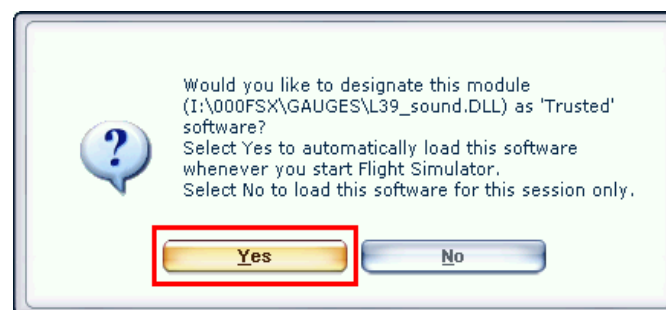 Would you like to designate this module
(I:\000FSX\GAUGES\L39_sound.DLL) as 'Trusted'
software?
Select Yes to automatically load this software
whenever you start Flight Simulator.
Select No to load this software for this session only.
Yes No